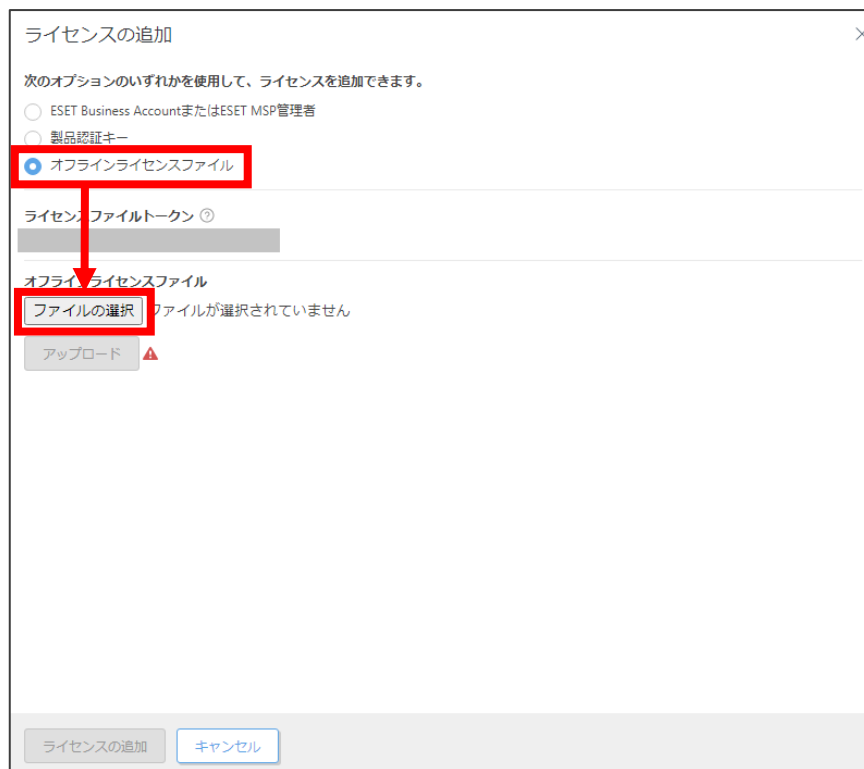 ライセンスの追加
次のオプションのいずれかを使用して、ライセンスを追加できます。
ESET Business AccountまたはESET MSP管理者
製品認証キー
オフラインライセンスファイル
ライセンスファイルトークン ?
オフラインライセンスファイル
ファイルの選択 ファイルが選択されていません
アップロード
ライセンスの追加 キャンセル